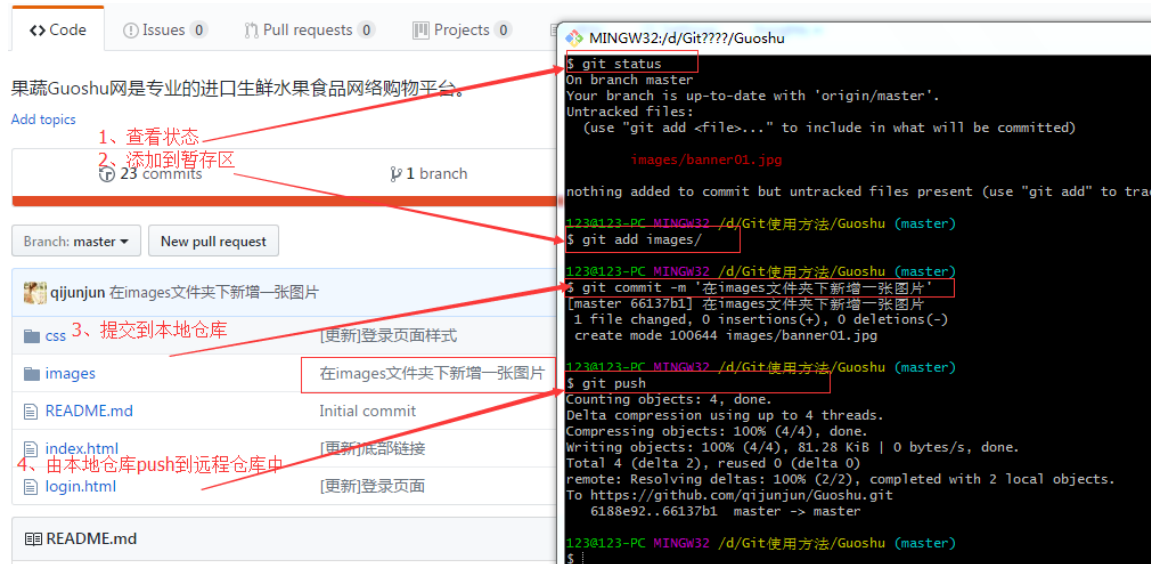 Code
Issues 0
Pull requests 0
Projects 0
果蔬Guoshu网是专业的进口生鲜水果食品网络购物平台。
Add topics
1、查看状态
2、添加到暂存区
23 commits
1 branch
Branch: master
New pull request
qijunjun 在images文件夹下新增一张图片
css
3、提交到本地仓库
[更新]登录页面样式
images
在images文件夹下新增一张图片
README.md
Initial commit
index.html
[更新]底部链接
4、由本地仓库push到远程仓库中
login.html
[更新]登录页面
README.md
MINGW32:/d/Git????/Guoshu
$ git status
On branch master
Your branch is up-to-date with 'origin/master'.
Untracked files:
(use "git add <file>..." to include in what will be committed)
images/banner01.jpg
nothing added to commit but untracked files present (use "git add" to trac
123@123-PC MINGW32 /d/Git使用方法/Guoshu (master)
$ git add images/
123@123-PC MINGW32 /d/Git使用方法/Guoshu (master)
$ git commit -m '在images文件夹下新增一张图片'
[master 66137b1] 在images文件夹下新增一张图片
1 file changed, 0 insertions(+), 0 deletions(-)
create mode 100644 images/banner01.jpg
123@123-PC MINGW32 /d/Git使用方法/Guoshu (master)
$ git push
Counting objects: 4, done.
Delta compression using up to 4 threads.
Compressing objects: 100% (4/4), done.
Writing objects: 100% (4/4), 81.28 KiB | 0 bytes/s, done.
Total 4 (delta 2), reused 0 (delta 0)
remote: Resolving deltas: 100% (2/2), completed with 2 local objects.
To https://github.com/qijunjun/Guoshu.git
6188e92..66137b1 master -> master
123@123-PC MINGW32 /d/Git使用方法/Guoshu (master)
$